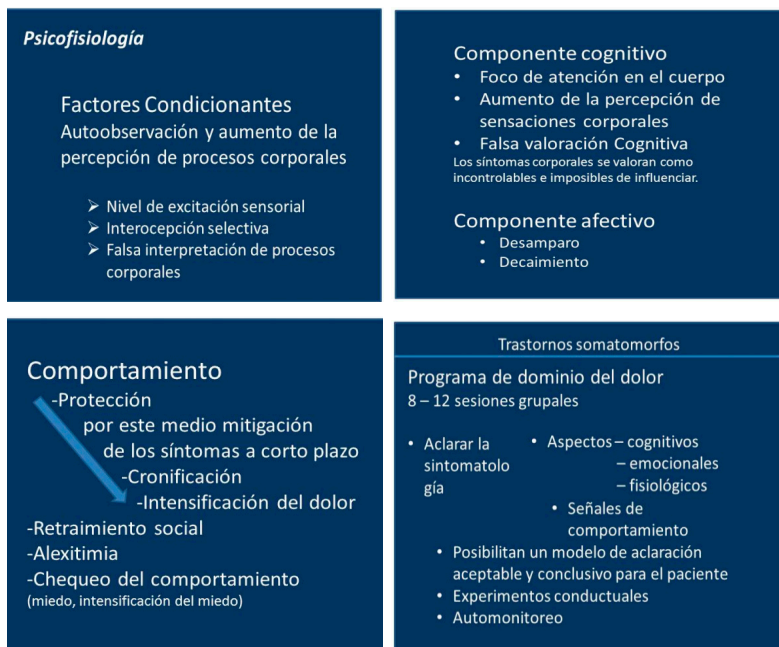 Psicofisiología
Factores Condicionantes
Autoobservación y aumento de la
percepción de procesos corporales
➢ Nivel de excitación sensorial
➢ Interocepción selectiva
➢ Falsa interpretación de procesos
corporales
Componente cognitivo
• Foco de atención en el cuerpo
• Aumento de la percepción de
sensaciones corporales
• Falsa valoración Cognitiva
Los síntomas corporales se valoran como
incontrolables e imposibles de influenciar.
Componente afectivo
• Desamparo
• Decaimiento
Comportamiento
-Protección
por este medio mitigación
de los síntomas a corto plazo
-Cronificación
-Intensificación del dolor
-Retraimiento social
-Alexitimia
-Chequeo del comportamiento
(miedo, intensificación del miedo)
Trastornos somatomorfos
Programa de dominio del dolor
8 – 12 sesiones grupales
• Aclarar la
sintomatolo
gía
• Aspectos – cognitivos
– emocionales
– fisiológicos
• Señales de
comportamiento
• Posibilitan un modelo de aclaración
aceptable y conclusivo para el paciente
• Experimentos conductuales
• Automonitoreo